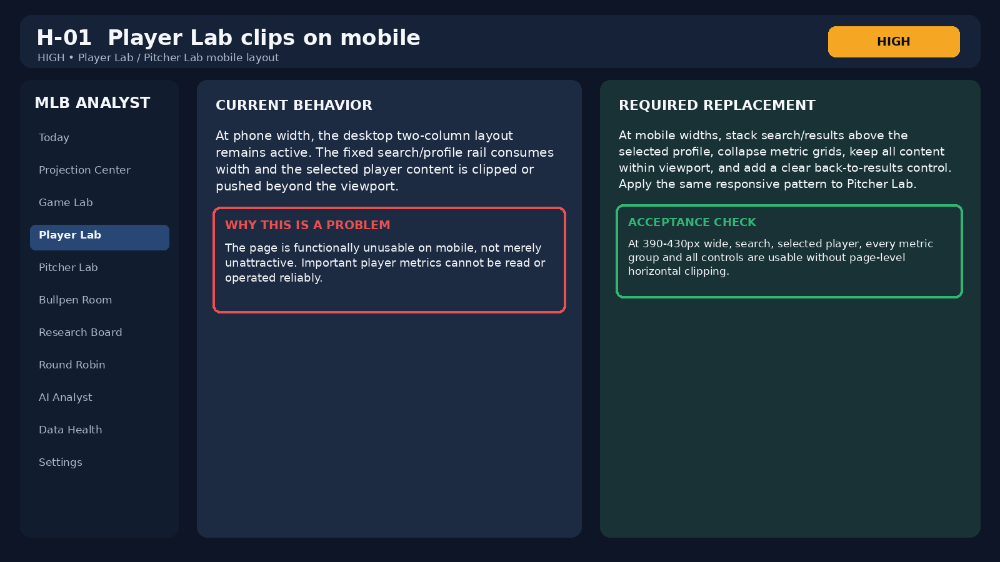 H-01  Player Lab clips on mobile
HIGH • Player Lab / Pitcher Lab mobile layout
HIGH
MLB ANALYST
Today
Projection Center
Game Lab
Player Lab
Pitcher Lab
Bullpen Room
Research Board
Round Robin
AI Analyst
Data Health
Settings
CURRENT BEHAVIOR
At phone width, the desktop two-column layout
remains active. The fixed search/profile rail consumes
width and the selected player content is clipped or
pushed beyond the viewport.
WHY THIS IS A PROBLEM
The page is functionally unusable on mobile, not merely
unattractive. Important player metrics cannot be read or
operated reliably.
REQUIRED REPLACEMENT
At mobile widths, stack search/results above the
selected profile, collapse metric grids, keep all content
within viewport, and add a clear back-to-results control.
Apply the same responsive pattern to Pitcher Lab.
ACCEPTANCE CHECK
At 390-430px wide, search, selected player, every metric
group and all controls are usable without page-level
horizontal clipping.